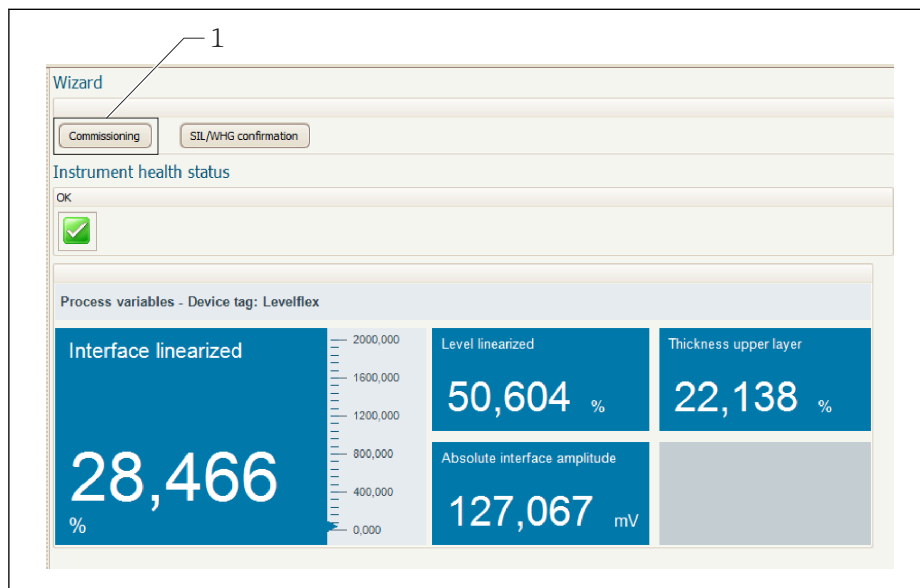 1
Wizard
Commissioning
SIL/WHG confirmation
Instrument health status
OK
Process variables - Device tag: Levelflex
Interface linearized
28,466
%
2000,000
1600,000
1200,000
800,000
400,000
0,000
Level linearized
50,604 %
Thickness upper layer
22,138 %
Absolute interface amplitude
127,067 mV